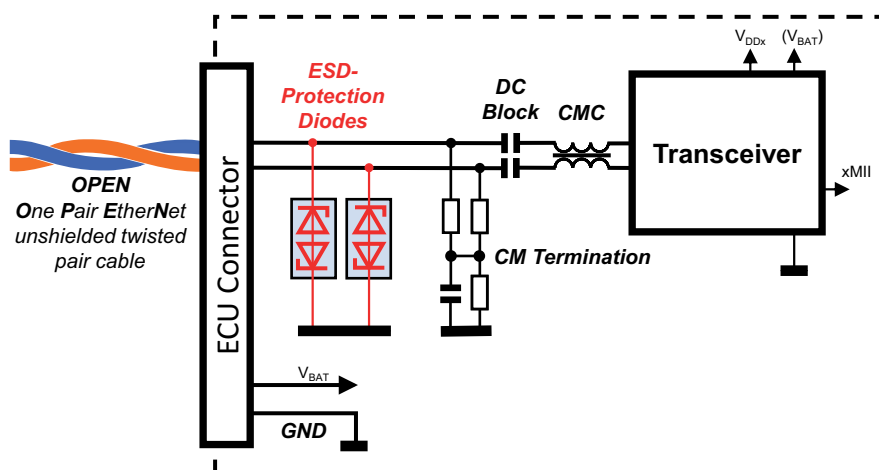 ESD-
Protection
Diodes
DC
Block
CMC
V_DDx
(V_BAT)
Transceiver
xMII
ECU Connector
OPEN
One Pair EtherNet
unshielded twisted
pair cable
CM Termination
V_BAT
GND